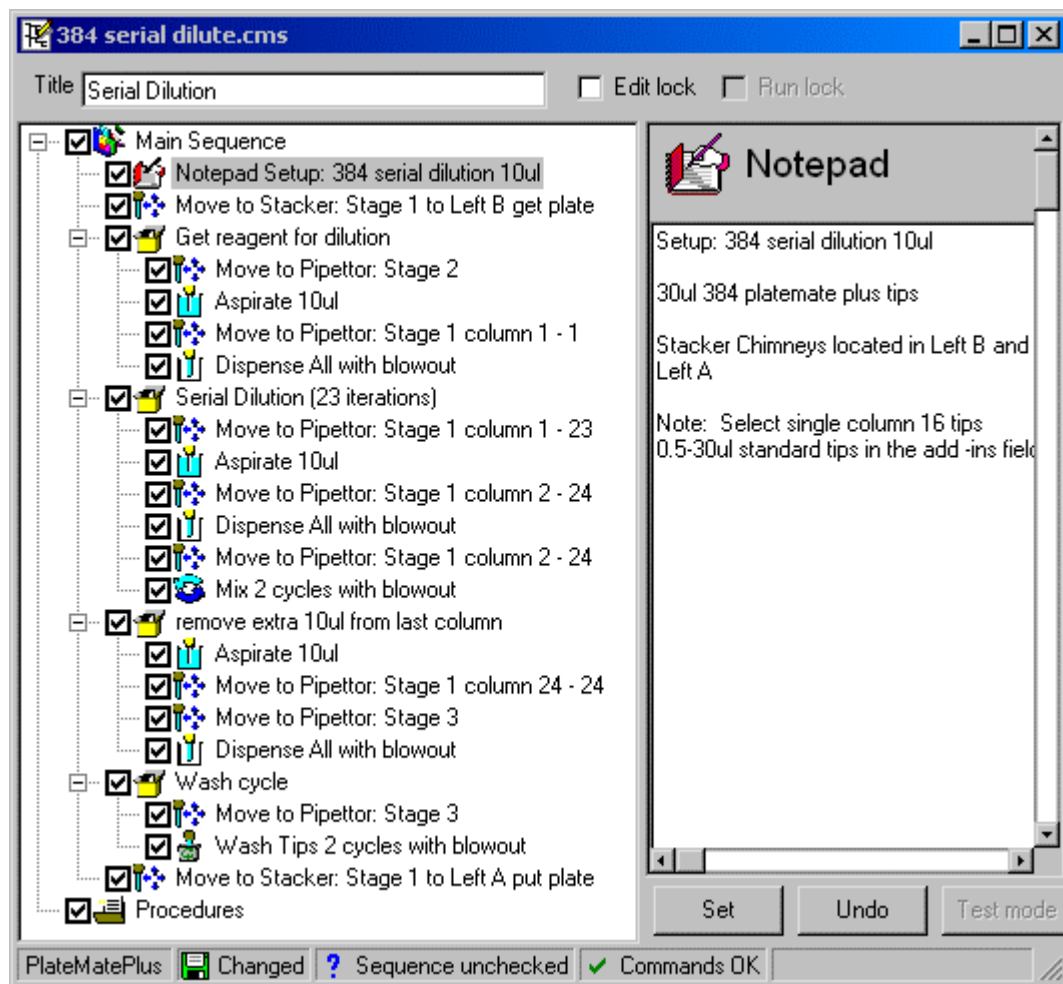 384 serial dilute.cms
Title Serial Dilution Edit lock Run lock
Main Sequence
Notepad Setup: 384 serial dilution 10ul
Move to Stacker: Stage 1 to Left B get plate
Get reagent for dilution
Move to Pipettor: Stage 2
Aspirate 10ul
Move to Pipettor: Stage 1 column 1 - 1
Dispense All with blowout
Serial Dilution (23 iterations)
Move to Pipettor: Stage 1 column 1 - 23
Aspirate 10ul
Move to Pipettor: Stage 1 column 2 - 24
Dispense All with blowout
Move to Pipettor: Stage 1 column 2 - 24
Mix 2 cycles with blowout
remove extra 10ul from last column
Aspirate 10ul
Move to Pipettor: Stage 1 column 24 - 24
Move to Pipettor: Stage 3
Dispense All with blowout
Wash cycle
Move to Pipettor: Stage 3
Wash Tips 2 cycles with blowout
Move to Stacker: Stage 1 to Left A put plate
Procedures
Notepad
Setup: 384 serial dilution 10ul
30ul 384 platemate plus tips
Stacker Chimneys located in Left B and
Left A
Note: Select single column 16 tips
0.5-30ul standard tips in the add -ins
Set Undo Test mode
PlateMatePlus Changed ? Sequence unchecked Commands OK